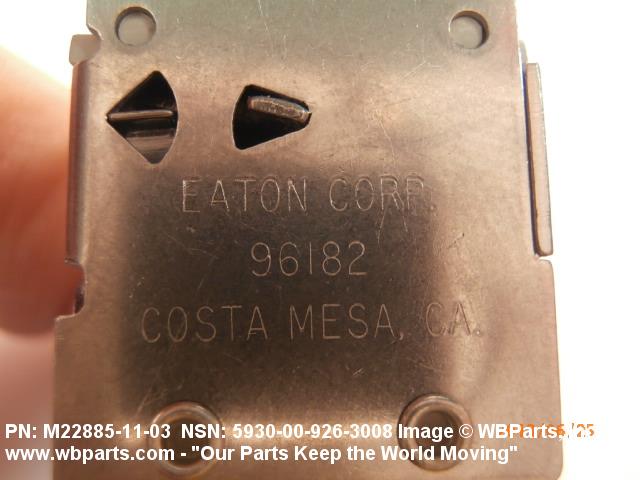 EATON CORP.
96182
COSTA MESA, CA.
PN: M22885-11-03 NSN: 5930-00-926-3008 Image © WBParts,
www.wbparts.com - "Our Parts Keep the World Moving"